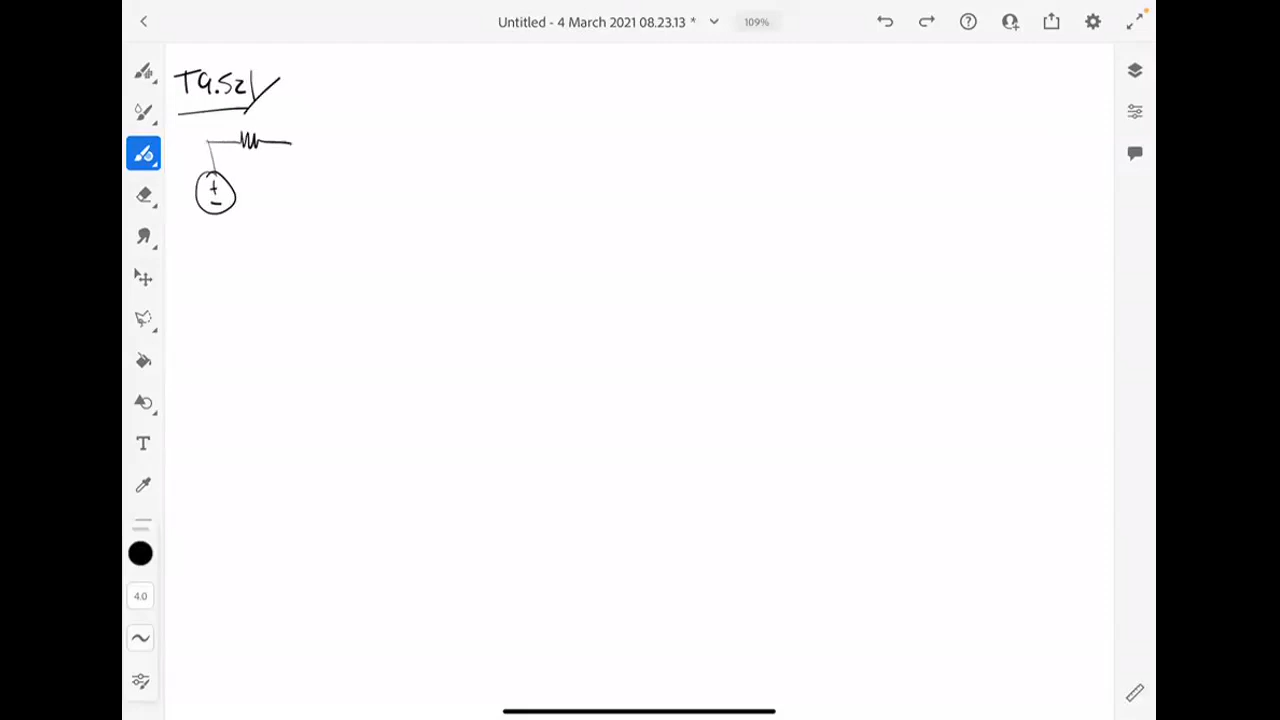 Untitled - 4 March 2021 08.23.13 *
109%
T9.52
+
-
T
4.0